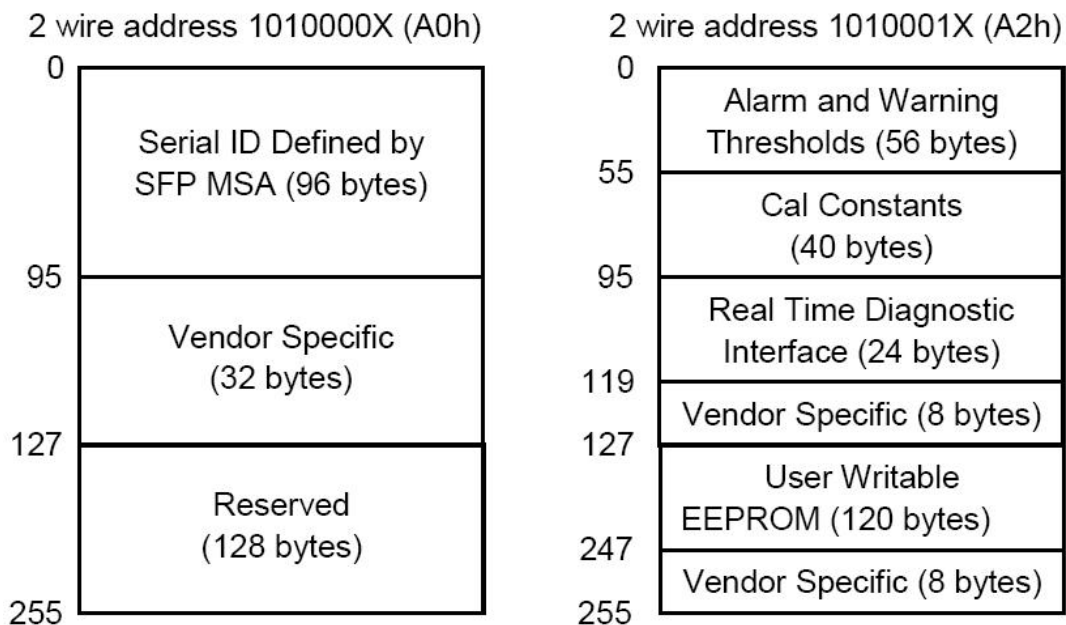 2 wire address 1010000X (A0h)
0
Serial ID Defined by
SFP MSA (96 bytes)
95
Vendor Specific
(32 bytes)
127
Reserved
(128 bytes)
255
2 wire address 1010001X (A2h)
0
Alarm and Warning
Thresholds (56 bytes)
55
Cal Constants
(40 bytes)
95
Real Time Diagnostic
Interface (24 bytes)
119
Vendor Specific (8 bytes)
127
User Writable
EEPROM (120 bytes)
247
Vendor Specific (8 bytes)
255